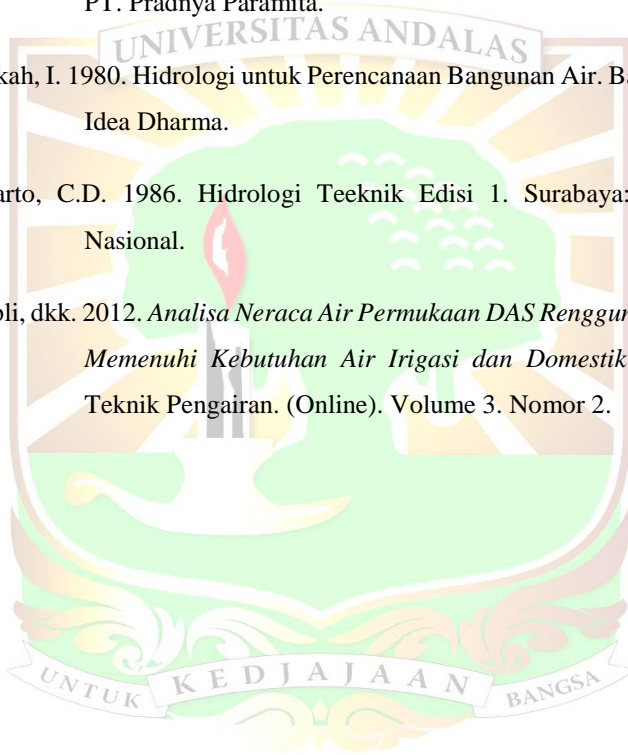 PT. Pradnya Paramita.
UNIVERSITAS ANDALAS
kah, I. 1980. Hidrologi untuk Perencanaan Bangunan Air. Ba
Idea Dharma.
arto, C.D. 1986. Hidrologi Teeknik Edisi 1. Surabaya:
Nasional.
oli, dkk. 2012. Analisa Neraca Air Permukaan DAS Renggun
Memenuhi Kebutuhan Air Irigasi dan Domestik
Teknik Pengairan. (Online). Volume 3. Nomor 2.
UNTUK KEDJAJAAN BANGSA